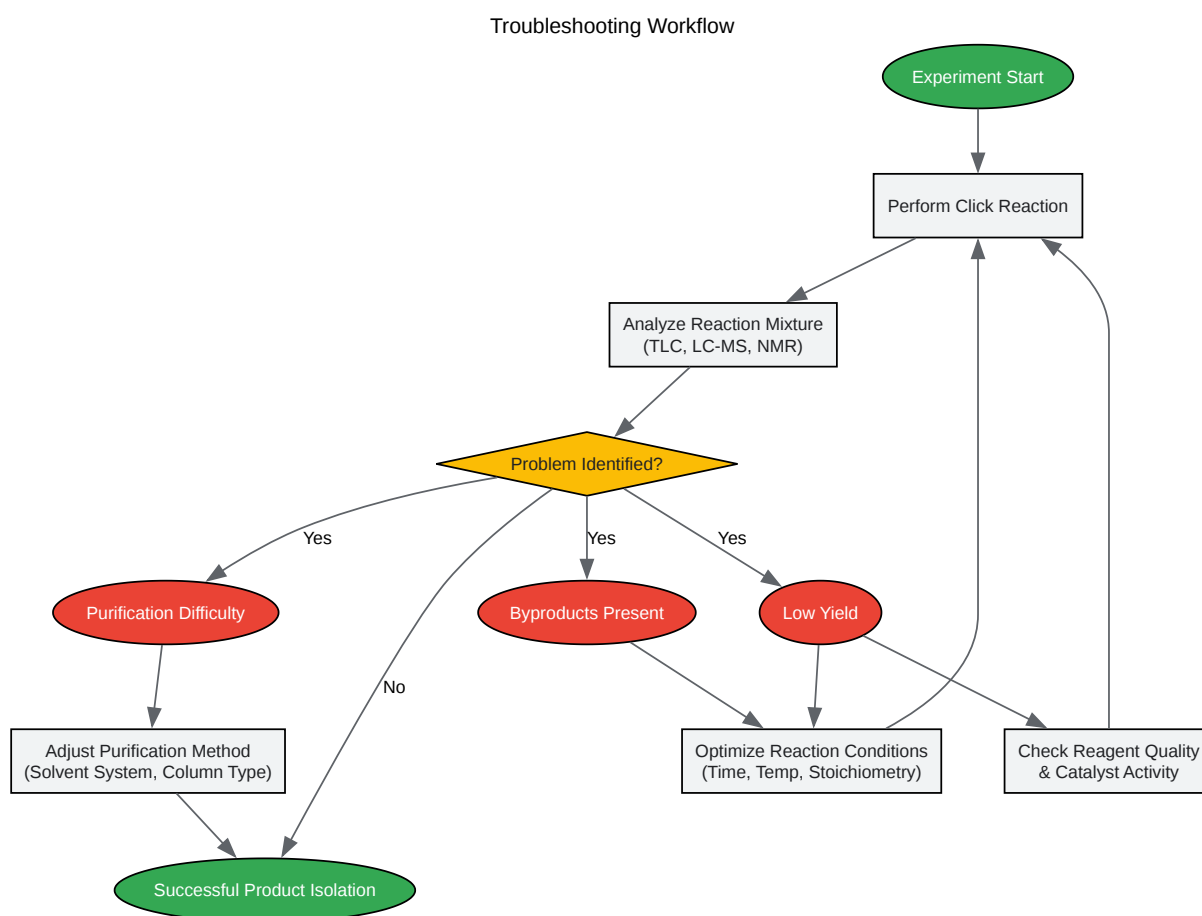 Troubleshooting Workflow
Experiment Start
Perform Click Reaction
Analyze Reaction Mixture
(TLC, LC-MS, NMR)
Problem Identified?
Yes
Yes
Yes
Purification Difficulty
Byproducts Present
Low Yield
No
Adjust Purification Method
(Solvent System, Column Type)
Optimize Reaction Conditions
(Time, Temp, Stoichiometry)
Check Reagent Quality
& Catalyst Activity
Successful Product Isolation